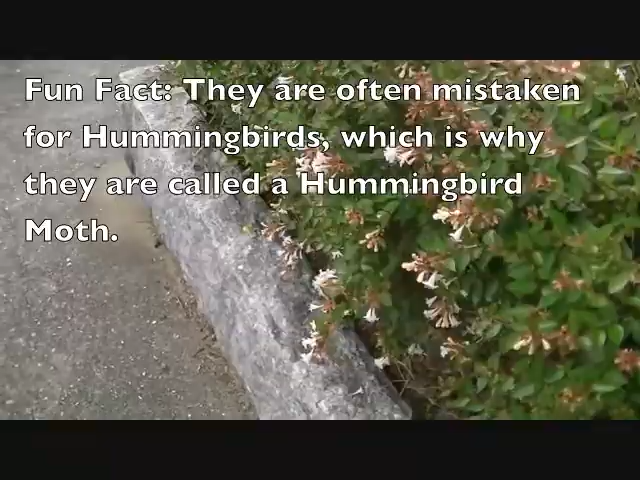 Fun Fact: They are often mistaken
for Hummingbirds, which is why
they are called a Hummingbird
Moth.